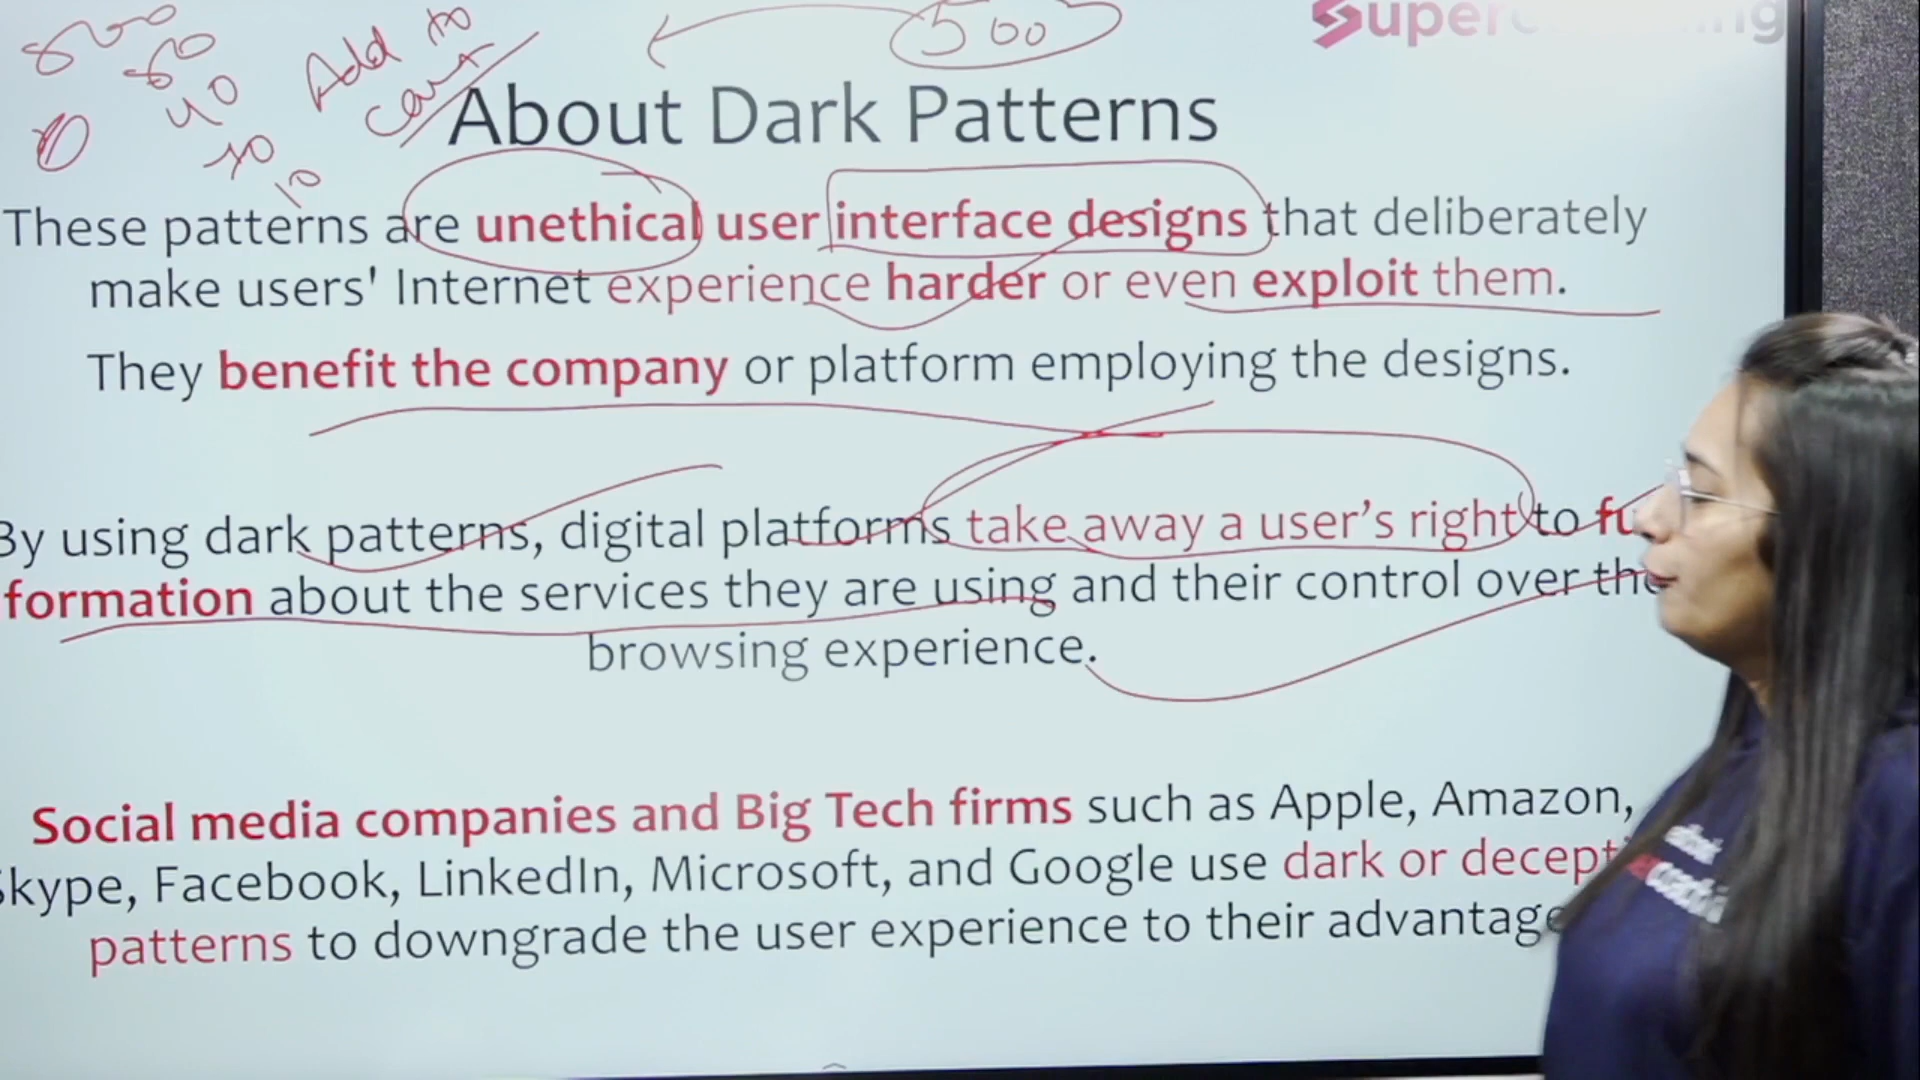 500
Add to
cart
50
40
10
About Dark Patterns
These patterns are unethical user interface designs that deliberately
make users' Internet experience harder or even exploit them.
They benefit the company or platform employing the designs.
By using dark patterns, digital platforms take away a user's right to fu
formation about the services they are using and their control over the
browsing experience.
Social media companies and Big Tech firms such as Apple, Amazon,
Skype, Facebook, LinkedIn, Microsoft, and Google use dark or decept
patterns to downgrade the user experience to their advantage